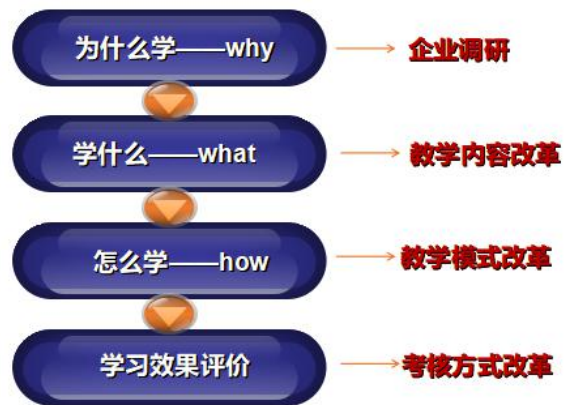 为什么学——why
企业调研
学什么——what
教学内容改革
怎么学——how
教学模式改革
学习效果评价
考核方式改革